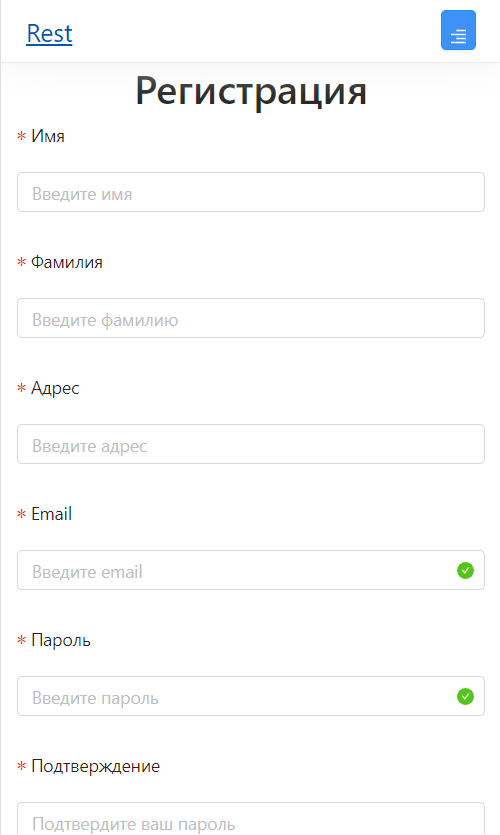 Rest
Регистрация
* Имя
Введите имя
* Фамилия
Введите фамилию
* Адрес
Введите адрес
* Email
Введите email
* Пароль
Введите пароль
* Подтверждение
Подтвердите ваш пароль